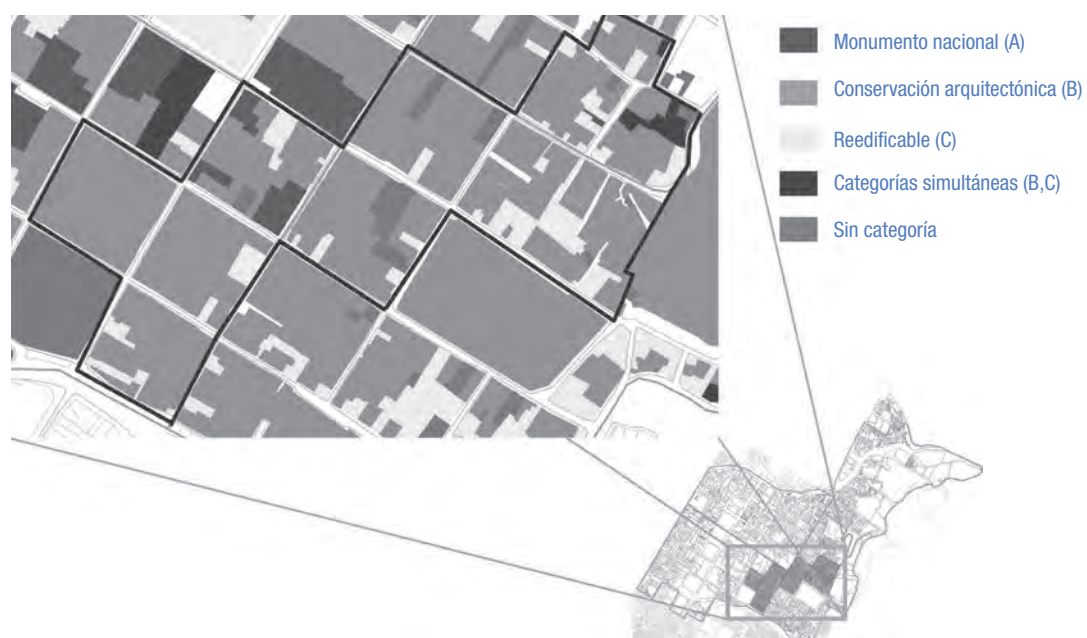 Monumento nacional (A)
Conservación arquitectónica (B)
Reedificable (C)
Categorías simultáneas (B,C)
Sin categoría